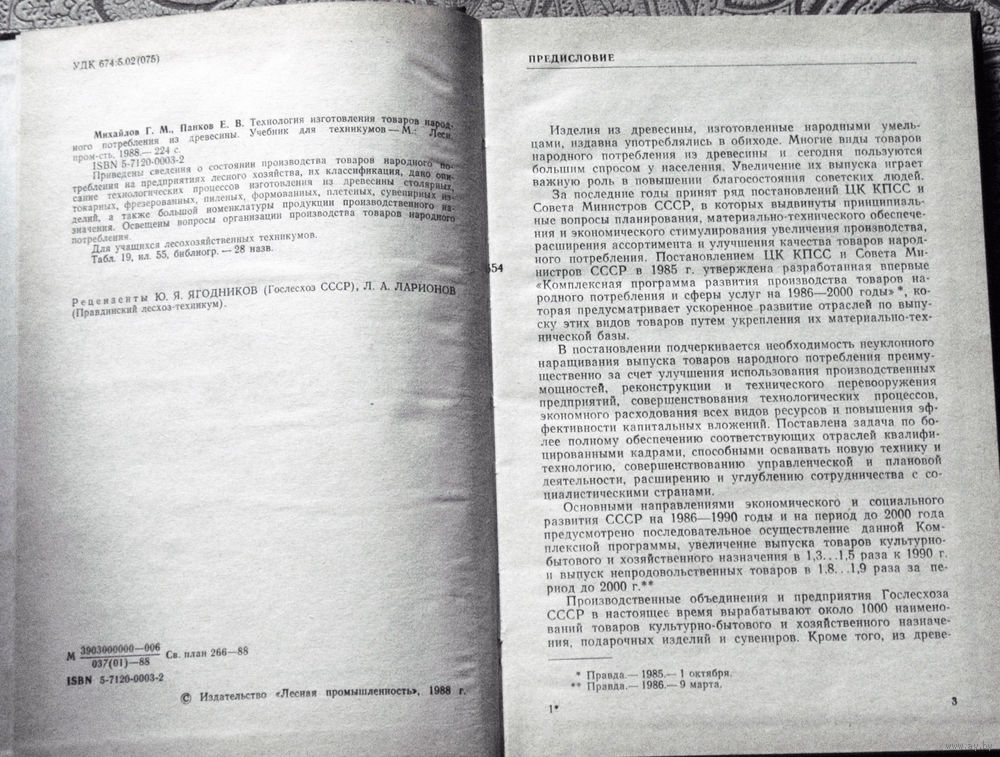 УДК 674:5.02(075)
Михайлов Г. М., Панков Е. В. Технология изготовления товаров народ-
ного потребления из древесины. Учебник для техникумов — М.: Лесн.
пром-сть, 1988.— 224 с.
ISBN 5-7120-0003-2
Приведены сведения о состоянии производства товаров народного по-
требления на предприятиях лесного хозяйства, их классификация, дано опи-
сание технологических процессов изготовления из древесины столярных,
токарных, фрезерованных, пиленых, формованных, плетеных, сувенирных из-
делий, а также большой номенклатуры продукции производственного на-
значения. Освещены вопросы организации производства товаров народного
потребления.
Для учащихся лесохозяйственных техникумов.
Табл. 19, ил. 55, библиогр.— 28 назв.
Рецензенты Ю. Я. ЯГОДНИКОВ (Гослесхоз СССР), Л. А. ЛАРИОНОВ
(Правдинский лесхоз-техникум).
М 3903000000—006
037(01)—88 Св. план 266—88
ISBN 5-7120-0003-2
© Издательство «Лесная промышленность», 1988 г.
654
ПРЕДИСЛОВИЕ
Изделия из древесины, изготовленные народными умель-
цами, издавна употреблялись в обиходе. Многие виды товаров
народного потребления из древесины и сегодня пользуются
большим спросом у населения. Увеличение их выпуска играет
важную роль в повышении благосостояния советских людей.
За последние годы принят ряд постановлений ЦК КПСС и
Совета Министров СССР, в которых выдвинуты принципиаль-
ные вопросы планирования, материально-технического обеспече-
ния и экономического стимулирования увеличения производства,
расширения ассортимента и улучшения качества товаров народ-
ного потребления. Постановлением ЦК КПСС и Совета Ми-
нистров СССР в 1985 г. утверждена разработанная впервые
«Комплексная программа развития производства товаров на-
родного потребления и сферы услуг на 1986—2000 годы»*, ко-
торая предусматривает ускоренное развитие отраслей по выпу-
ску этих видов товаров путем укрепления их материально-тех-
нической базы.
В постановлении подчеркивается необходимость неуклонного
наращивания выпуска товаров народного потребления преиму-
щественно за счет улучшения использования производственных
мощностей, реконструкции и технического перевооружения
предприятий, совершенствования технологических процессов,
экономного расходования всех видов ресурсов и повышения эф-
фективности капитальных вложений. Поставлена задача по бо-
лее полному обеспечению соответствующих отраслей квалифи-
цированными кадрами, способными осваивать новую технику и
технологию, совершенствованию управленческой и плановой
деятельности, расширению и углублению сотрудничества с со-
циалистическими странами.
Основными направлениями экономического и социального
развития СССР на 1986—1990 годы и на период до 2000 года
предусмотрено последовательное осуществление данной Ком-
плексной программы, увеличение выпуска товаров культурно-
бытового и хозяйственного назначения в 1,3...1,5 раза к 1990 г.
и выпуск непродовольственных товаров в 1,8...1,9 раза за пе-
риод до 2000 г.**
Производственные объединения и предприятия Гослесхоза
СССР в настоящее время вырабатывают около 1000 наимено-
ваний товаров культурно-бытового и хозяйственного назначе-
ния, подарочных изделий и сувениров. Кроме того, из древе-
* Правда.— 1985.— 1 октября.
** Правда.— 1986.— 9 марта.
1*
3
www.ay.by